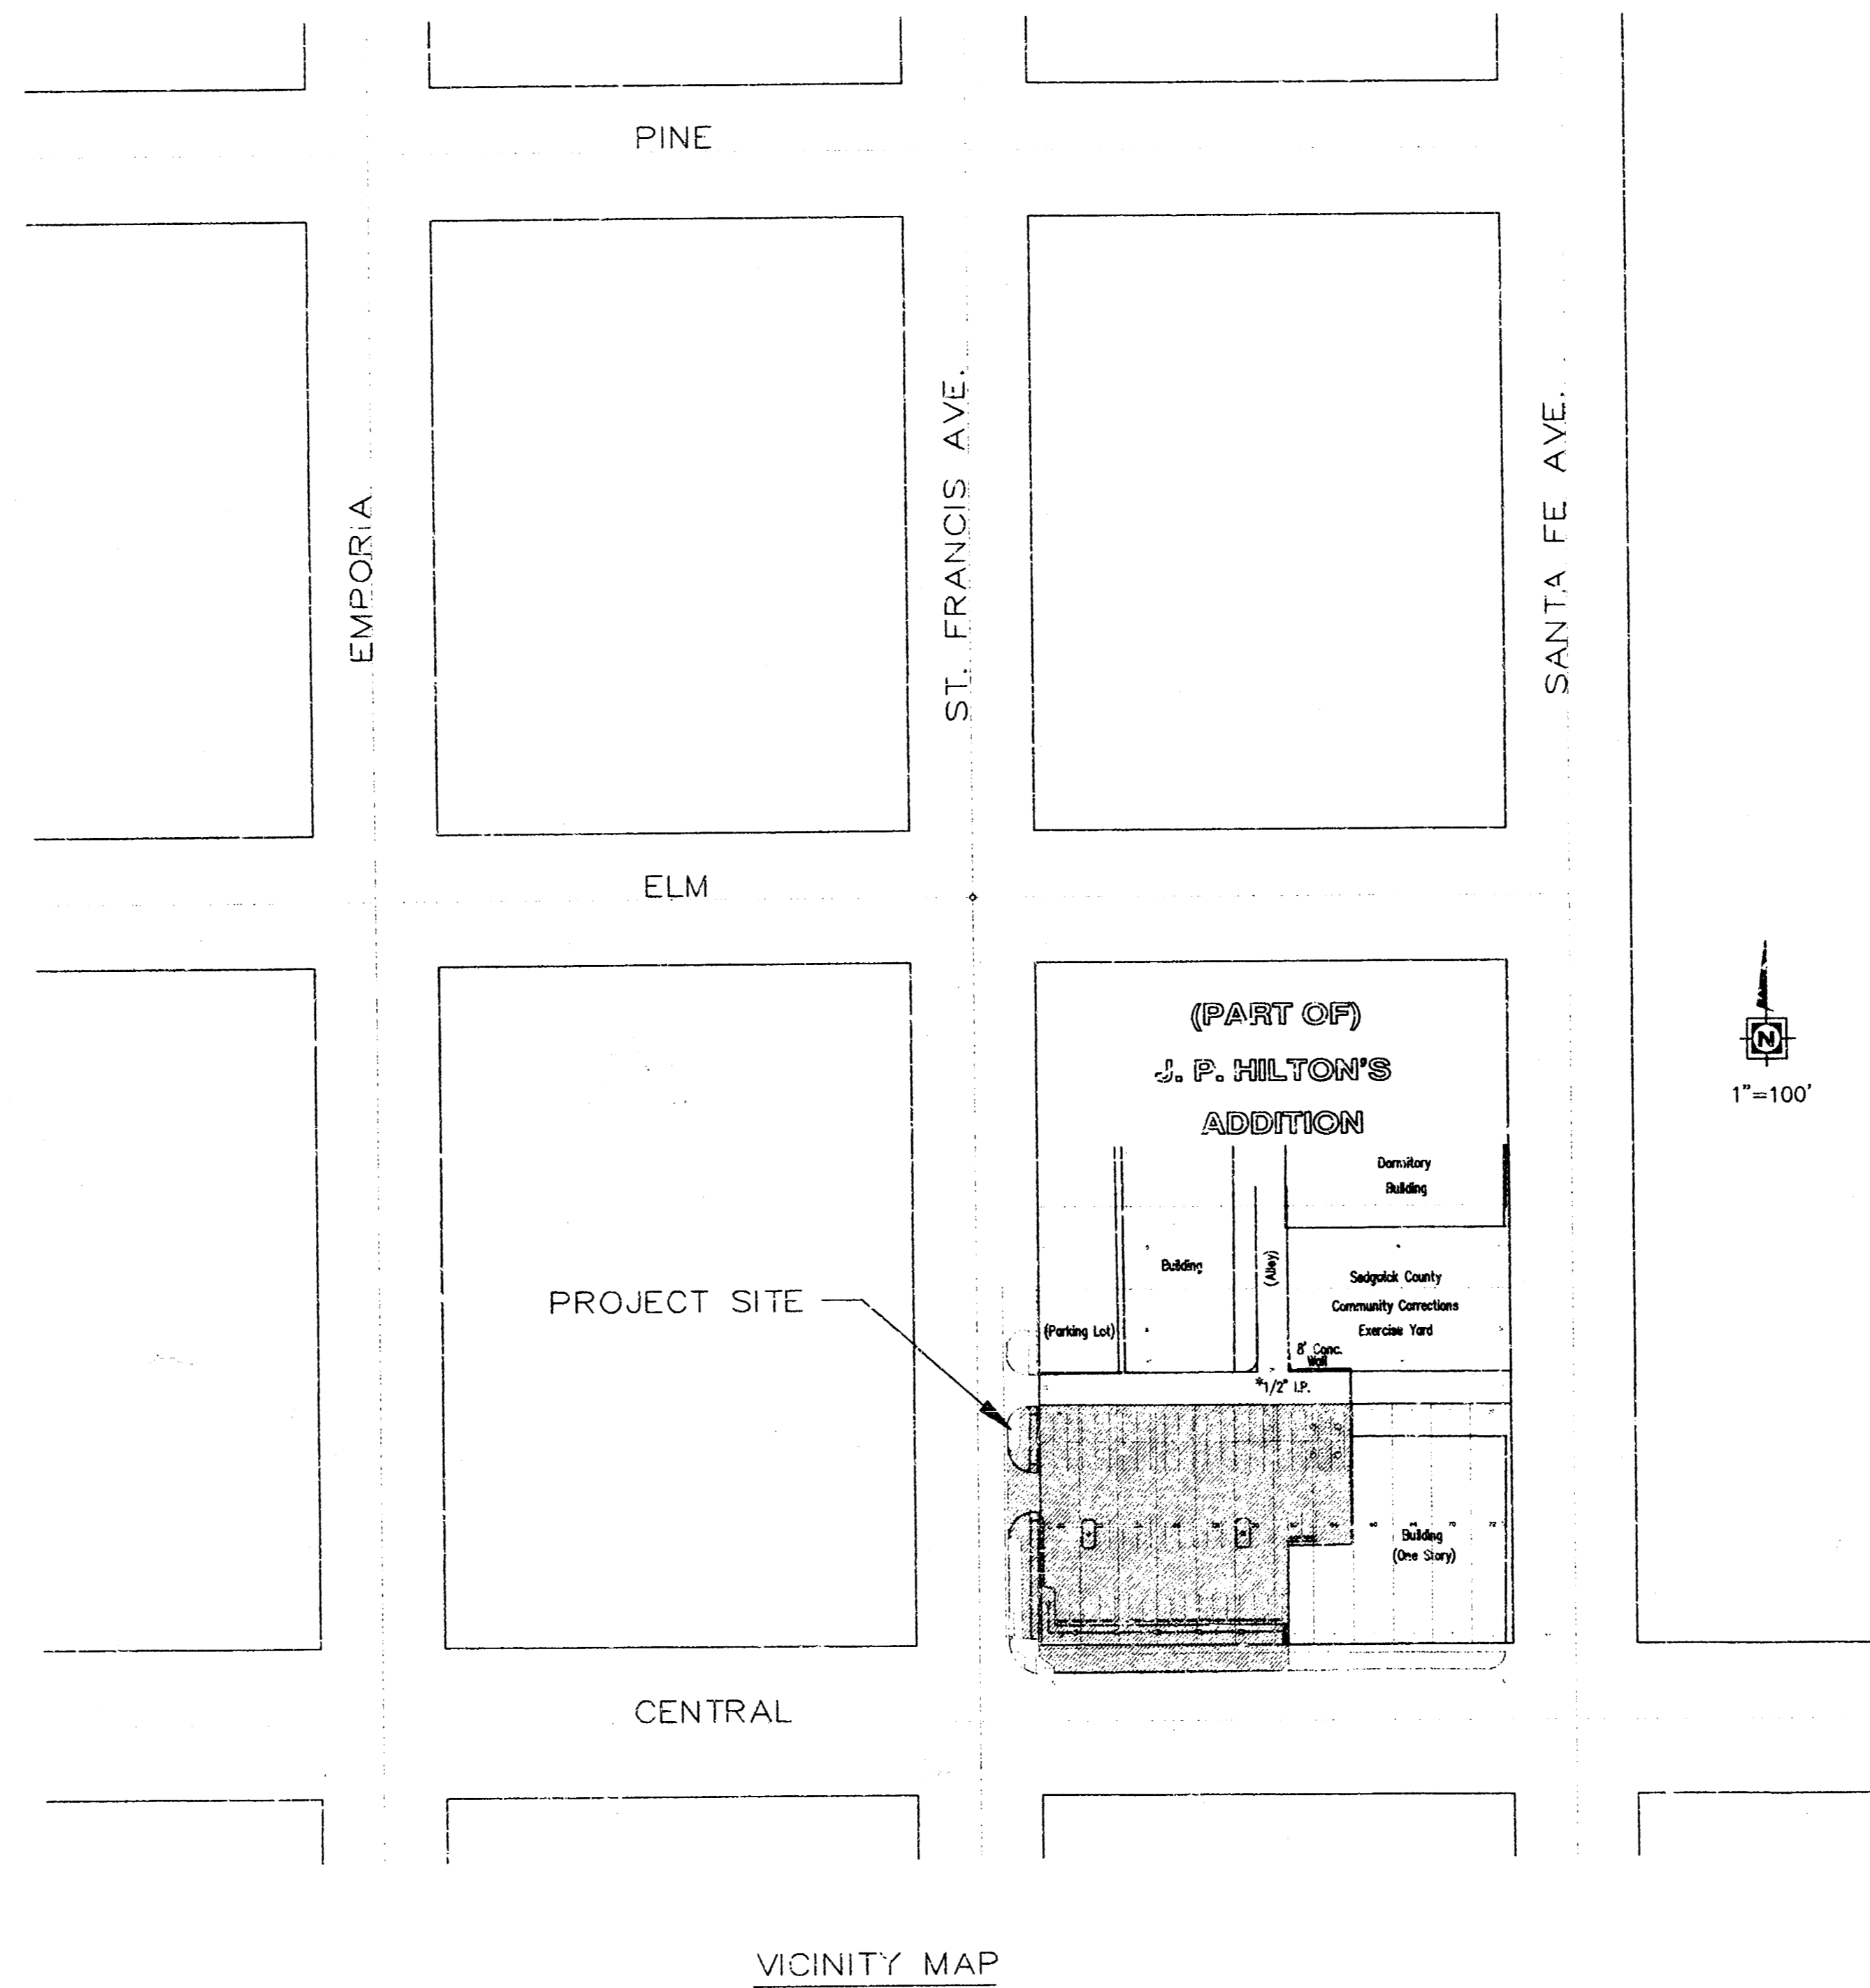 PINE
EMPORIA
ST. FRANCIS AVE.
SANTA FE AVE.
ELM
(PART OF)
J. P. HILTON'S
ADDITION
N
1"=100'
Dormitory
Building
Building
(Alley)
Sedgwick County
Community Corrections
Exercise Yard
PROJECT SITE
(Parking Lot)
8' Conc.
Wall
*1/2" I.P.
Building
(One Story)
CENTRAL
VICINITY MAP